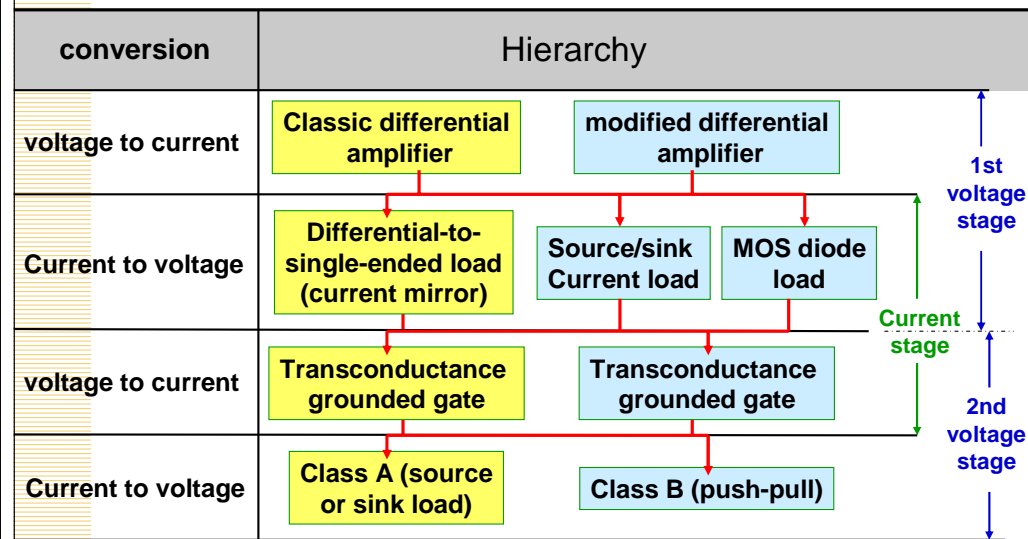 conversion
Hierarchy
voltage to current
Classic differential
amplifier
modified differential
amplifier
1st
voltage
stage
Current to voltage
Differential-to-
single-ended load
(current mirror)
Source/sink
Current load
MOS diode
load
Current
stage
voltage to current
Transconductance
grounded gate
Transconductance
grounded gate
2nd
voltage
stage
Current to voltage
Class A (source
or sink load)
Class B (push-pull)